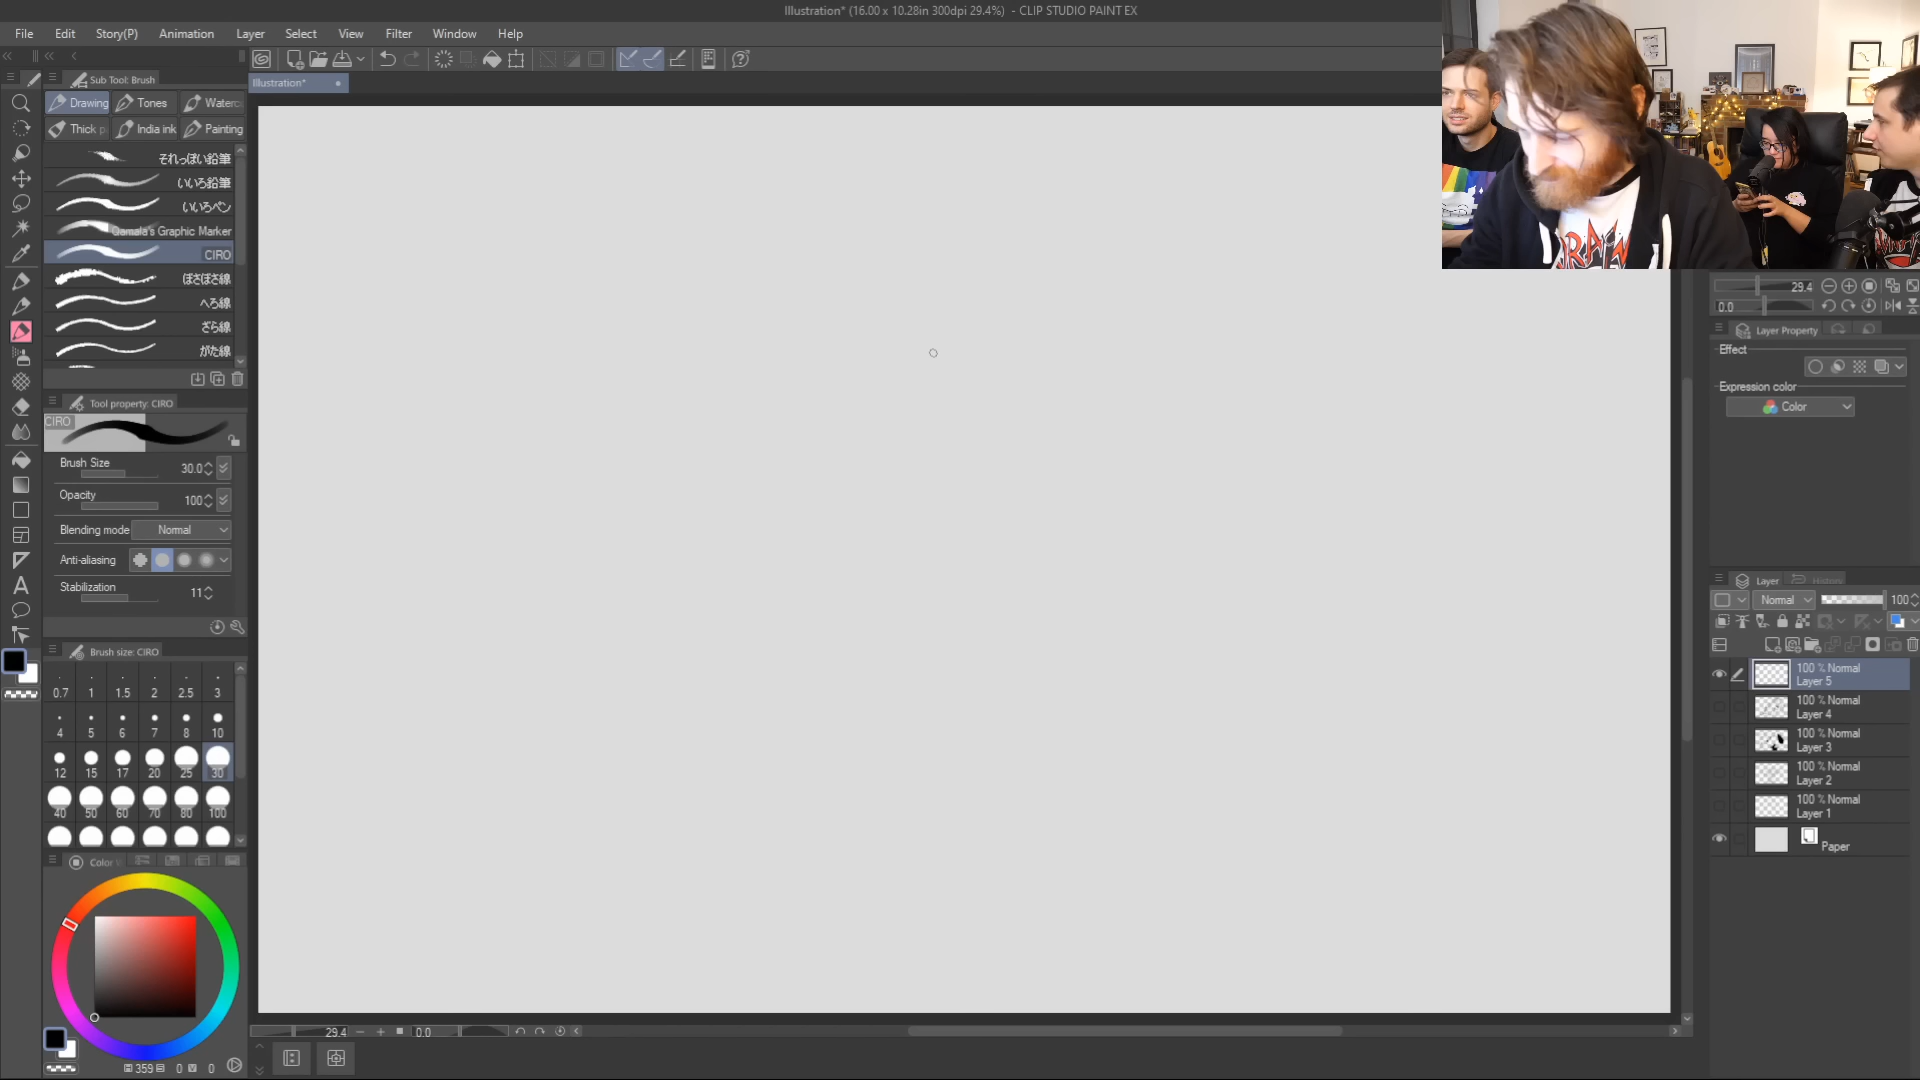 Illustration* (16.00 x 10.28in 300dpi 29.4%) - CLIP STUDIO PAINT EX
File Edit Story(P) Animation Layer Select View Filter Window Help
Sub Tool: Brush
Illustration*
Drawing Tones
India ink Painting
それっぽい鉛筆
いいろ鉛筆
いいろペン
Qamala's Graphic Marker
CIRO
ぼさぼさ線
へろ線
ざら線
がた線
Tool property: CIRO
CIRO
Brush Size 30.0
Opacity 100
Blending mode Normal
Anti-aliasing
Stabilization 11
Brush size: CIRO
0.7 1 1.5 2 2.5 3
4 5 6 7 8 10
12 15 17 20 25 30
40 50 60 70 80 100
Color
359 0 0
29.4 0.0
29.4
0.0
Layer Property
Effect
Expression color
Color
Layer History
Normal 100
100 % Normal
Layer 5
100 % Normal
Layer 4
100 % Normal
Layer 3
100 % Normal
Layer 2
100 % Normal
Layer 1
Paper